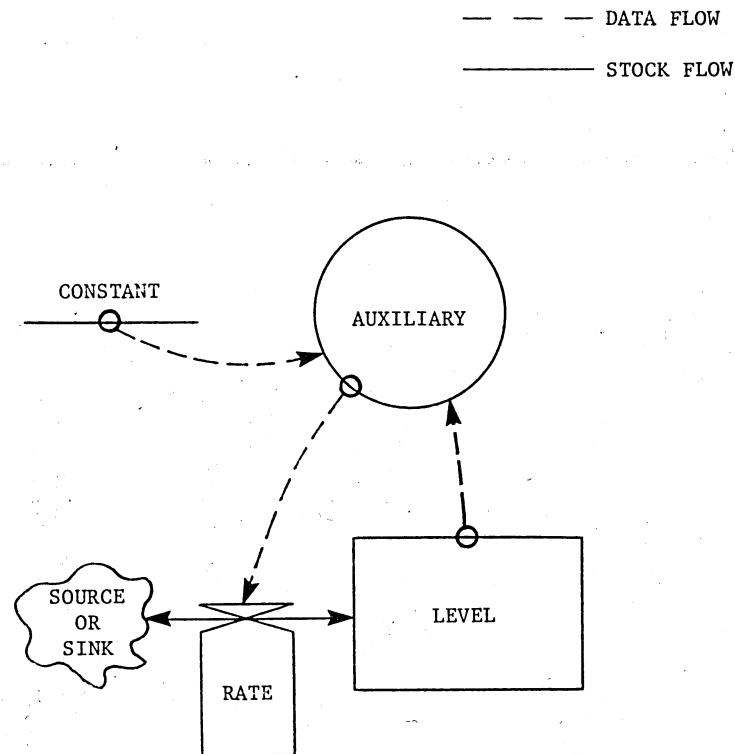 DATA FLOW
STOCK FLOW
CONSTANT
AUXILIARY
SOURCE
OR
SINK
LEVEL
RATE